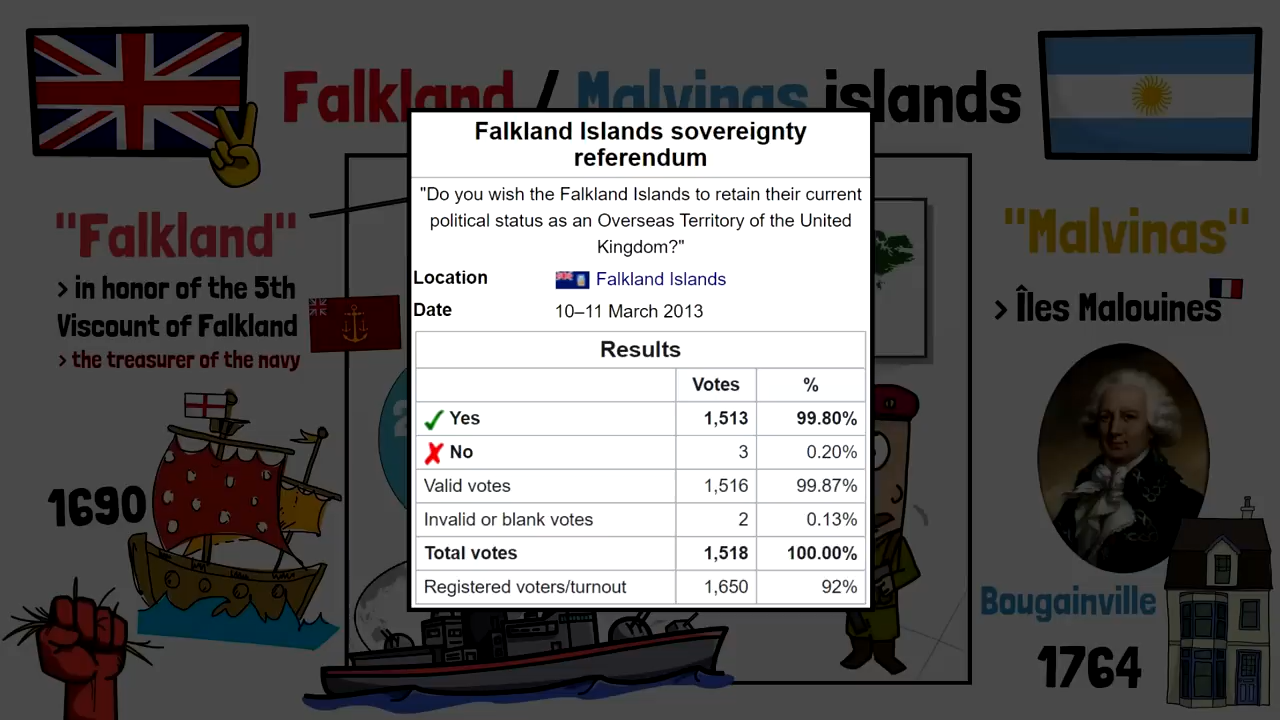 Falkland / Malvinas islands
Falkland Islands sovereignty
referendum
"Do you wish the Falkland Islands to retain their current
political status as an Overseas Territory of the United
Kingdom?"
Location Falkland Islands
Date 10–11 March 2013
Results
Votes %
Yes 1,513 99.80%
No 3 0.20%
Valid votes 1,516 99.87%
Invalid or blank votes 2 0.13%
Total votes 1,518 100.00%
Registered voters/turnout 1,650 92%
"Falkland"
> in honor of the 5th
Viscount of Falkland
> the treasurer of the navy
1690
"Malvinas"
> Îles Malouines
Bougainville
1764